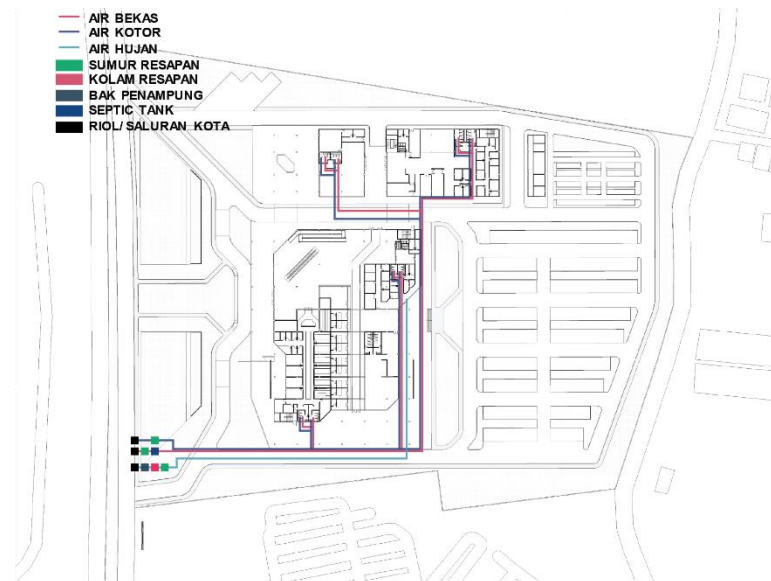 AIR BEKAS
AIR KOTOR
AIR HUJAN
SUMUR RESAPAN
KOLAM RESAPAN
BAK PENAMPUNG
SEPTIC TANK
RIOL/ SALURAN KOTA